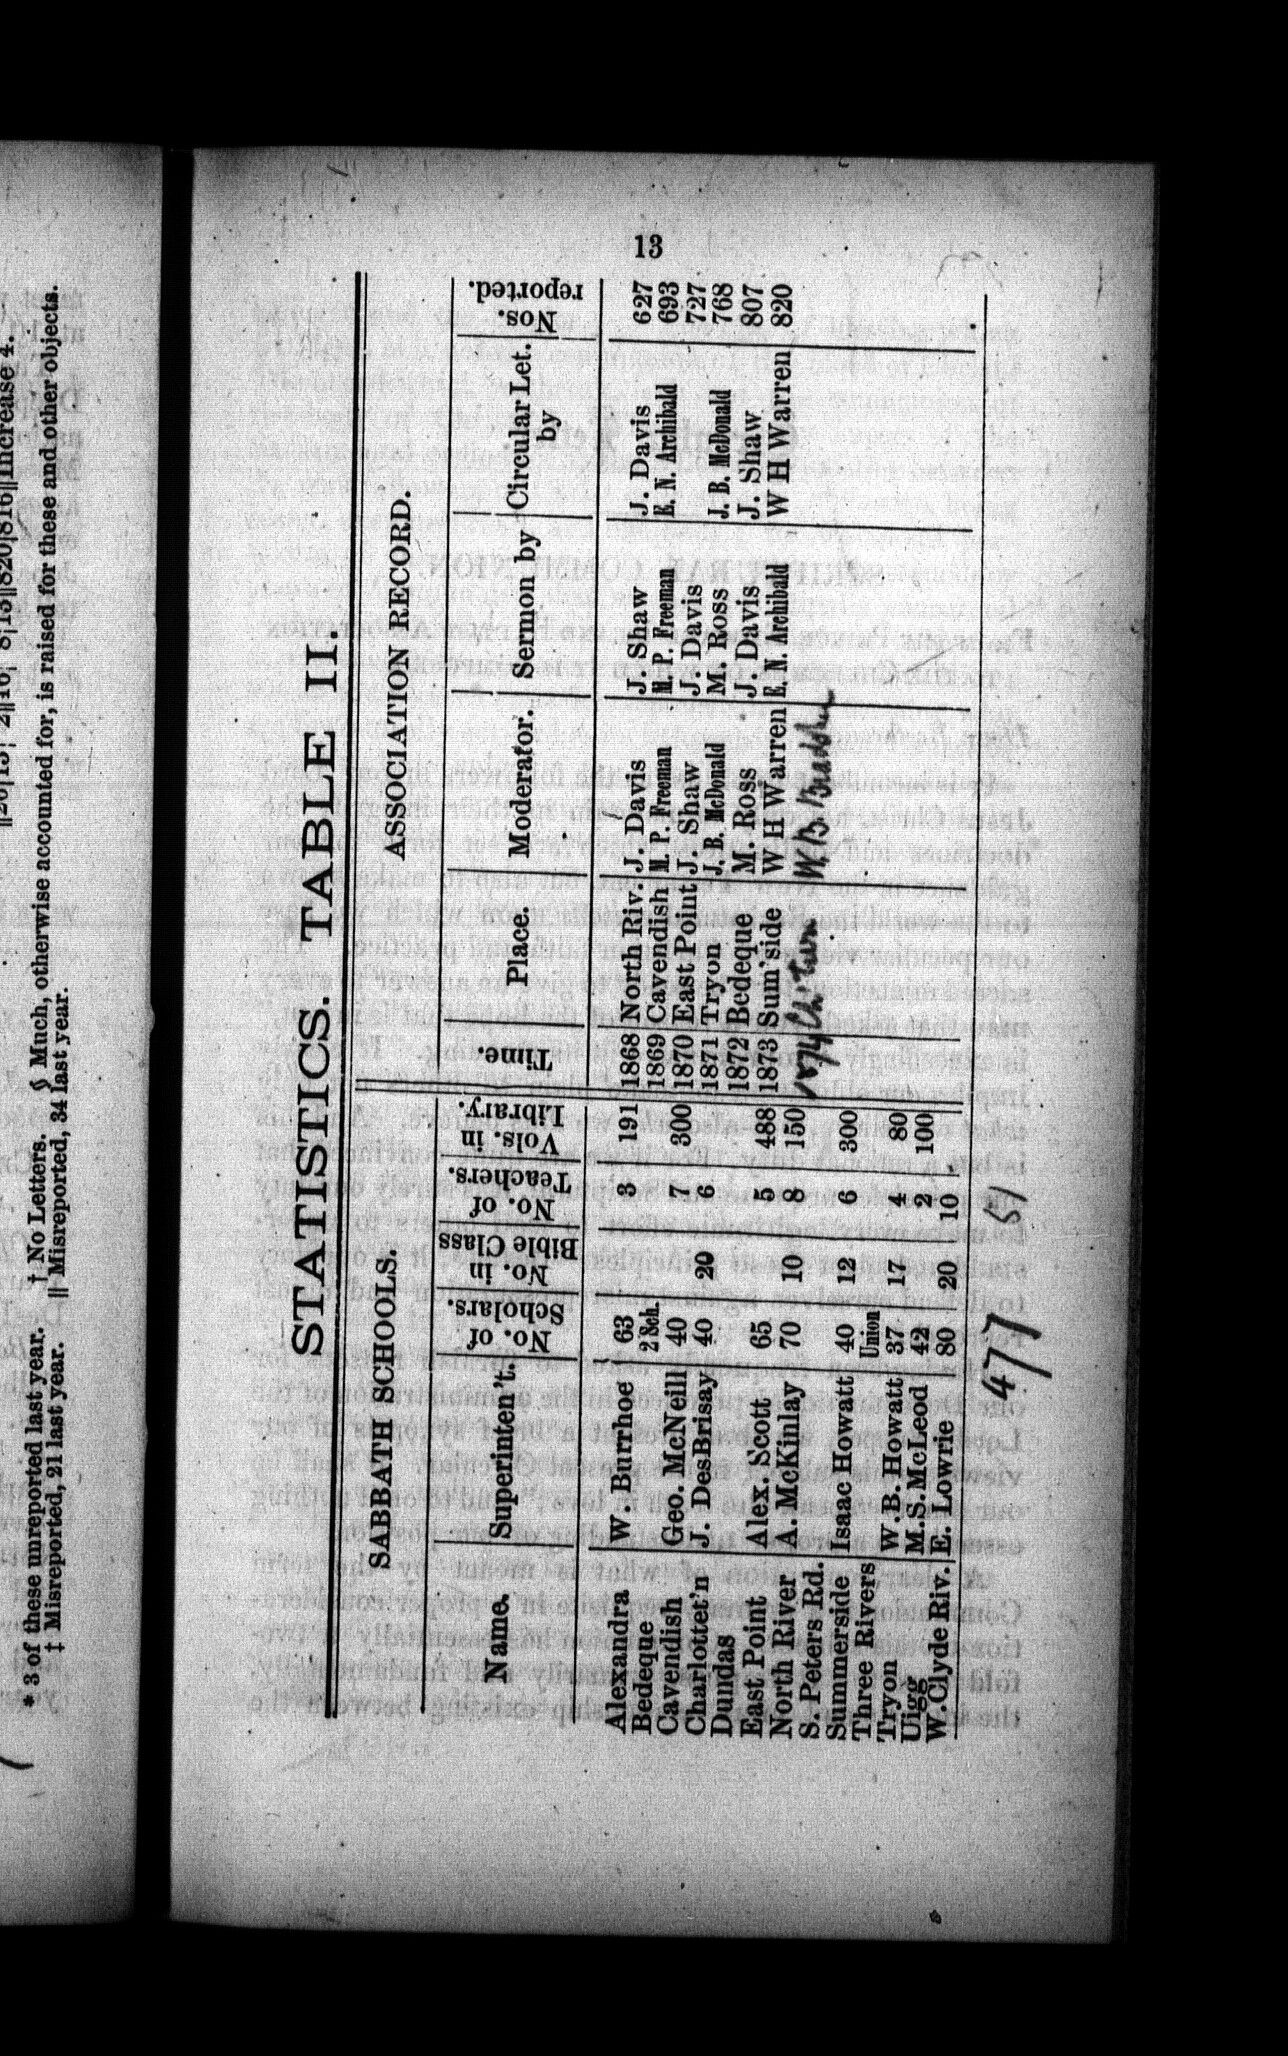 13
STATISTICS. TABLE II.
SABBATH SCHOOLS. ASSOCIATION RECORD.
Name. Superinten't. No. of Scholars. No. in Bible Class No. of Teachers. Vols. in Library. Time. Place. Moderator. Sermon by Circular Let. by Nos. reported.
Alexandra W. Burrhoe 63 3 191 1868 North Riv. J. Davis J. Shaw J. Davis 627
Bedeque 2 Sch. 1869 Cavendish M. P. Freeman M. P. Freeman E. N. Archibald 693
Cavendish Geo. McNeill 40 7 300 1870 East Point J. Shaw J. Davis 727
Charlottet'n J. DesBrisay 40 20 6 1871 Tryon J. B. McDonald M. Ross J. B. McDonald 768
Dundas 1872 Bedeque M. Ross J. Davis J. Shaw 807
East Point Alex. Scott 65 5 488 1873 Sum'side W H Warren E. N. Archibald W H Warren 820
North River A. McKinlay 70 10 8 150 1874 W. B.
S. Peters Rd.
Summerside Isaac Howatt 40 12 6 300
Three Rivers Union
Tryon W. B. Howatt 37 17 4 80
Uigg M. S. McLeod 42 2 100
W. Clyde Riv. E. Lowrie 80 20 10
477 51
increase 4.
* 3 of these unreported last year. † No Letters. § Much, otherwise accounted for, is raised for these and other objects.
‡ Misreported, 21 last year. || Misreported, 34 last year.